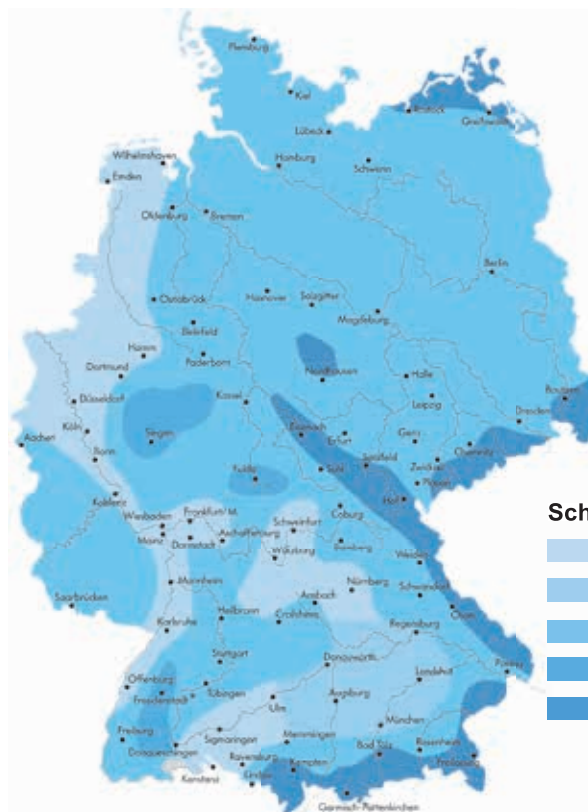 Flensburg
Kiel
Rostock
Greifswald
Lübeck
Wilhelmshaven
Hamburg
Schwerin
Emden
Oldenburg
Bremen
Berlin
Osnabrück
Hannover
Salzgitter
Magdeburg
Bielefeld
Hamm
Paderborn
Dortmund
Nordhausen
Halle
Düsseldorf
Kassel
Leipzig
Bautzen
Dresden
Köln
Siegen
Eisenach
Erfurt
Gera
Chemnitz
Aachen
Bonn
Saalfeld
Zwickau
Fulda
Suhl
Plauen
Koblenz
Hof
Wiesbaden
Frankfurt/ M.
Schweinfurt
Coburg
Sch
Mainz
Aschaffenburg
Darmstadt
Bamberg
Würzburg
Weiden
Mannheim
Nürnberg
Ansbach
Schwandorf
Saarbrücken
Heilbronn
Crailsheim
Cham
Karlsruhe
Regensburg
Stuttgart
Donauwörth
Passau
Landshut
Offenburg
Tübingen
Freudenstadt
Ulm
Augsburg
München
Freiburg
Sigmaringen
Memmingen
Donaueschingen
Bad Tölz
Rosenheim
Ravensburg
Kempten
Freilassing
Konstanz
Lindau
Garmisch-Partenkirchen